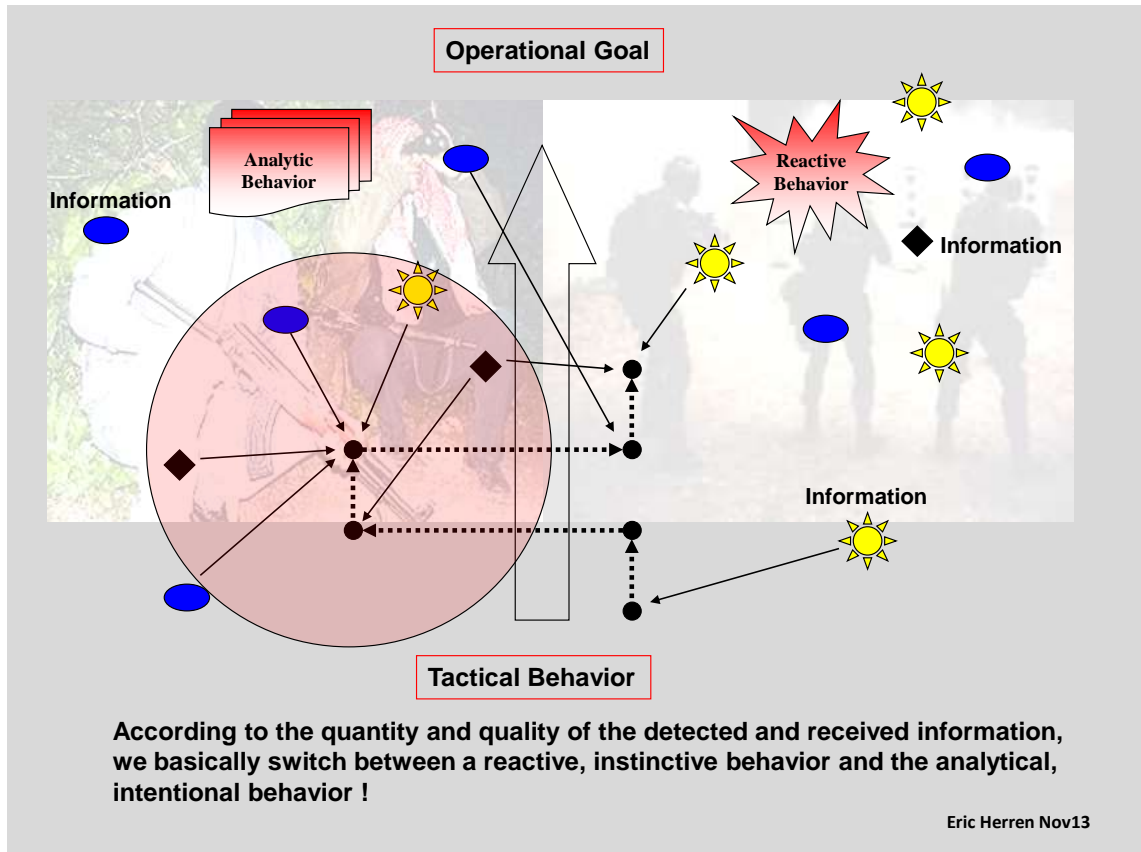 Operational Goal
Analytic
Behavior
Reactive
Behavior
Information
Information
Information
Tactical Behavior
According to the quantity and quality of the detected and received information,
we basically switch between a reactive, instinctive behavior and the analytical,
intentional behavior !
Eric Herren Nov13